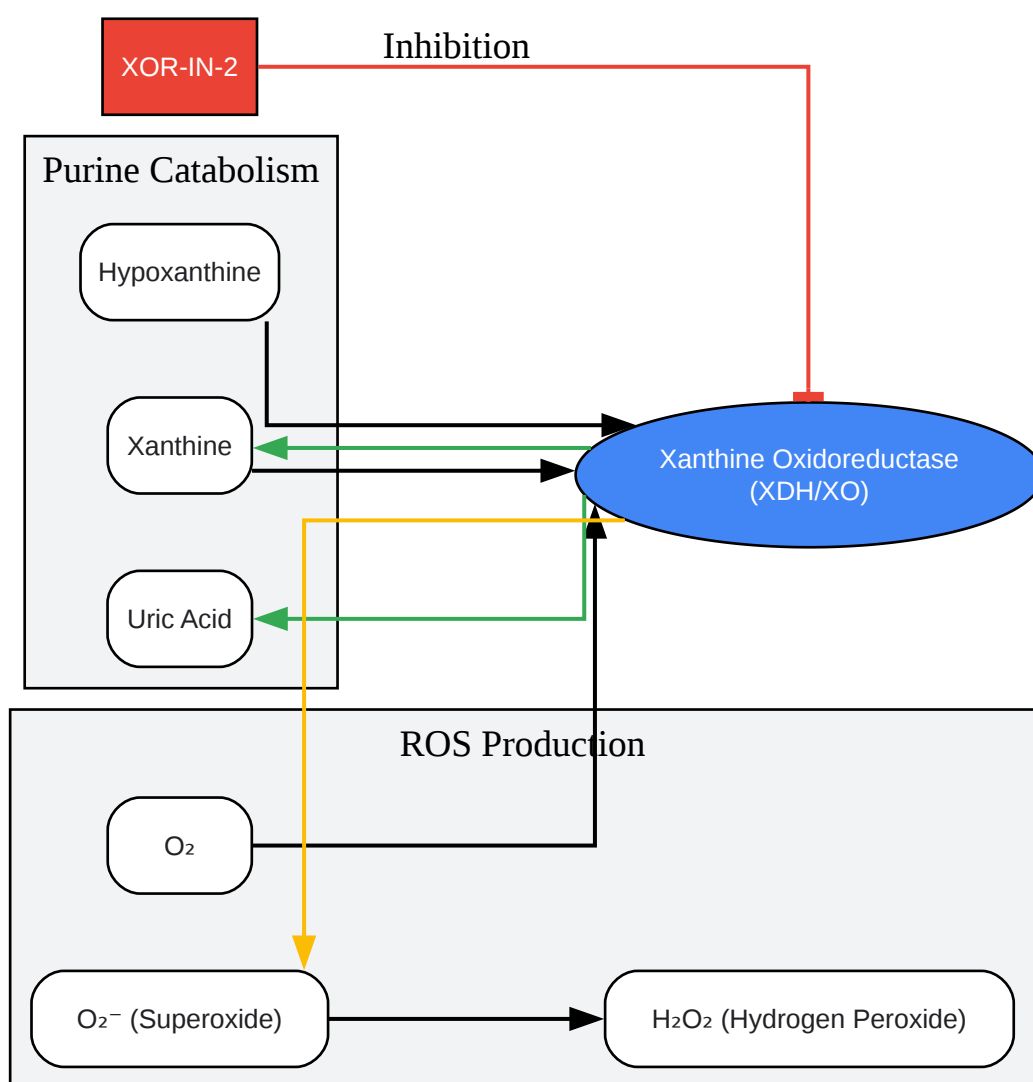 XOR-IN-2
Inhibition
Purine Catabolism
Hypoxanthine
Xanthine
Xanthine Oxidoreductase
(XDH/XO)
Uric Acid
ROS Production
O₂
O₂⁻ (Superoxide)
H₂O₂ (Hydrogen Peroxide)